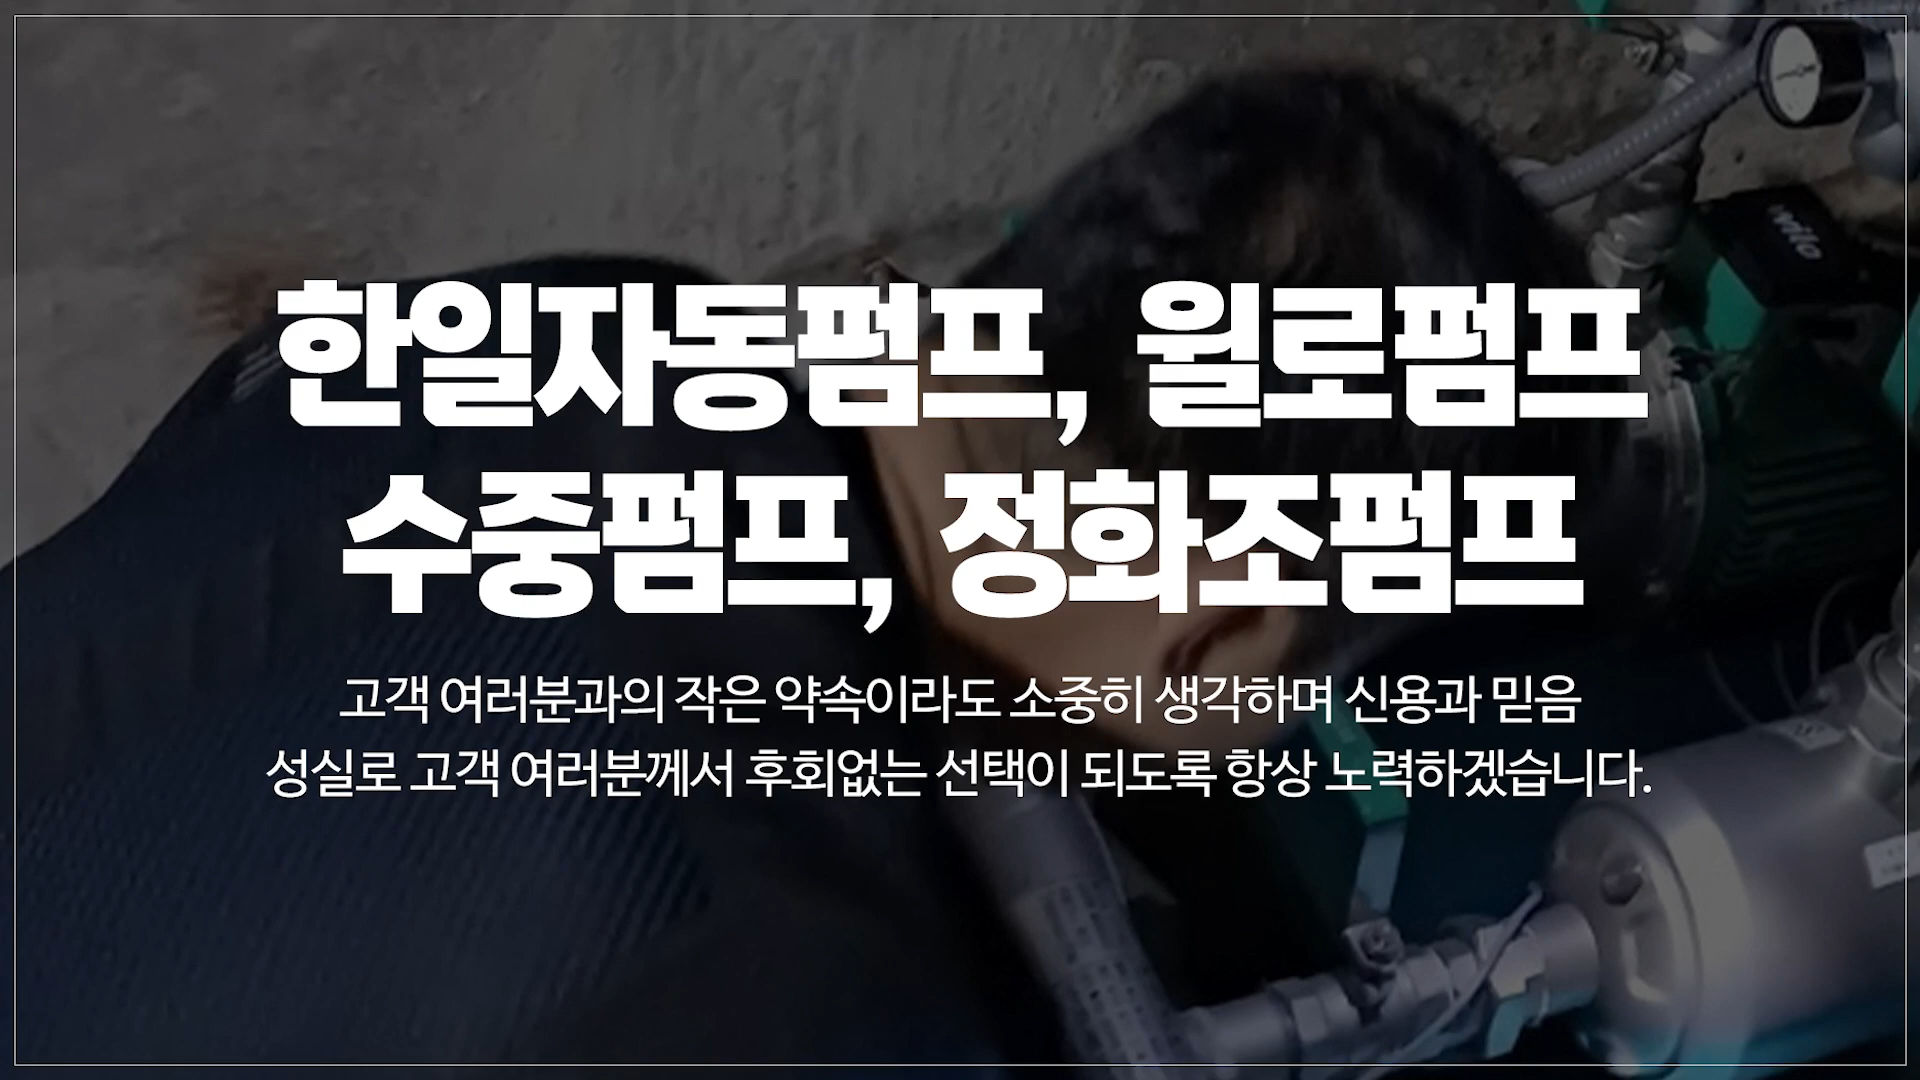 wilo
한일자동펌프, 윌로펌프
수중펌프, 정화조펌프
고객 여러분과의 작은 약속이라도 소중히 생각하며 신용과 믿음
성실로 고객 여러분께서 후회없는 선택이 되도록 항상 노력하겠습니다.